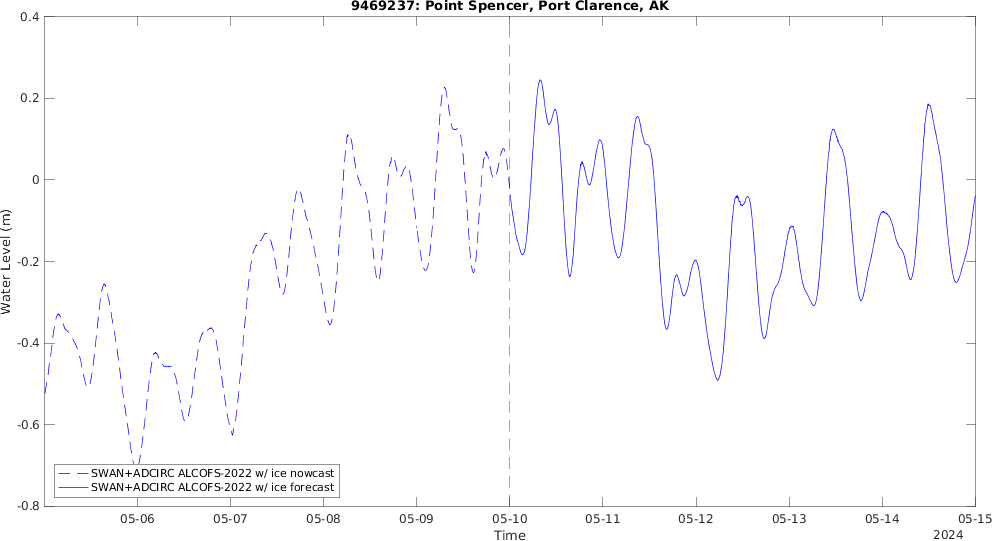 9469237: Point Spencer, Port Clarence, AK
Water Level (m)
0.4
0.2
0
-0.2
-0.4
-0.6
-0.8
SWAN+ADCIRC ALCOFS-2022 w/ ice nowcast
SWAN+ADCIRC ALCOFS-2022 w/ ice forecast
05-06 05-07 05-08 05-09 05-10 05-11 05-12 05-13 05-14 05-15
Time 2024